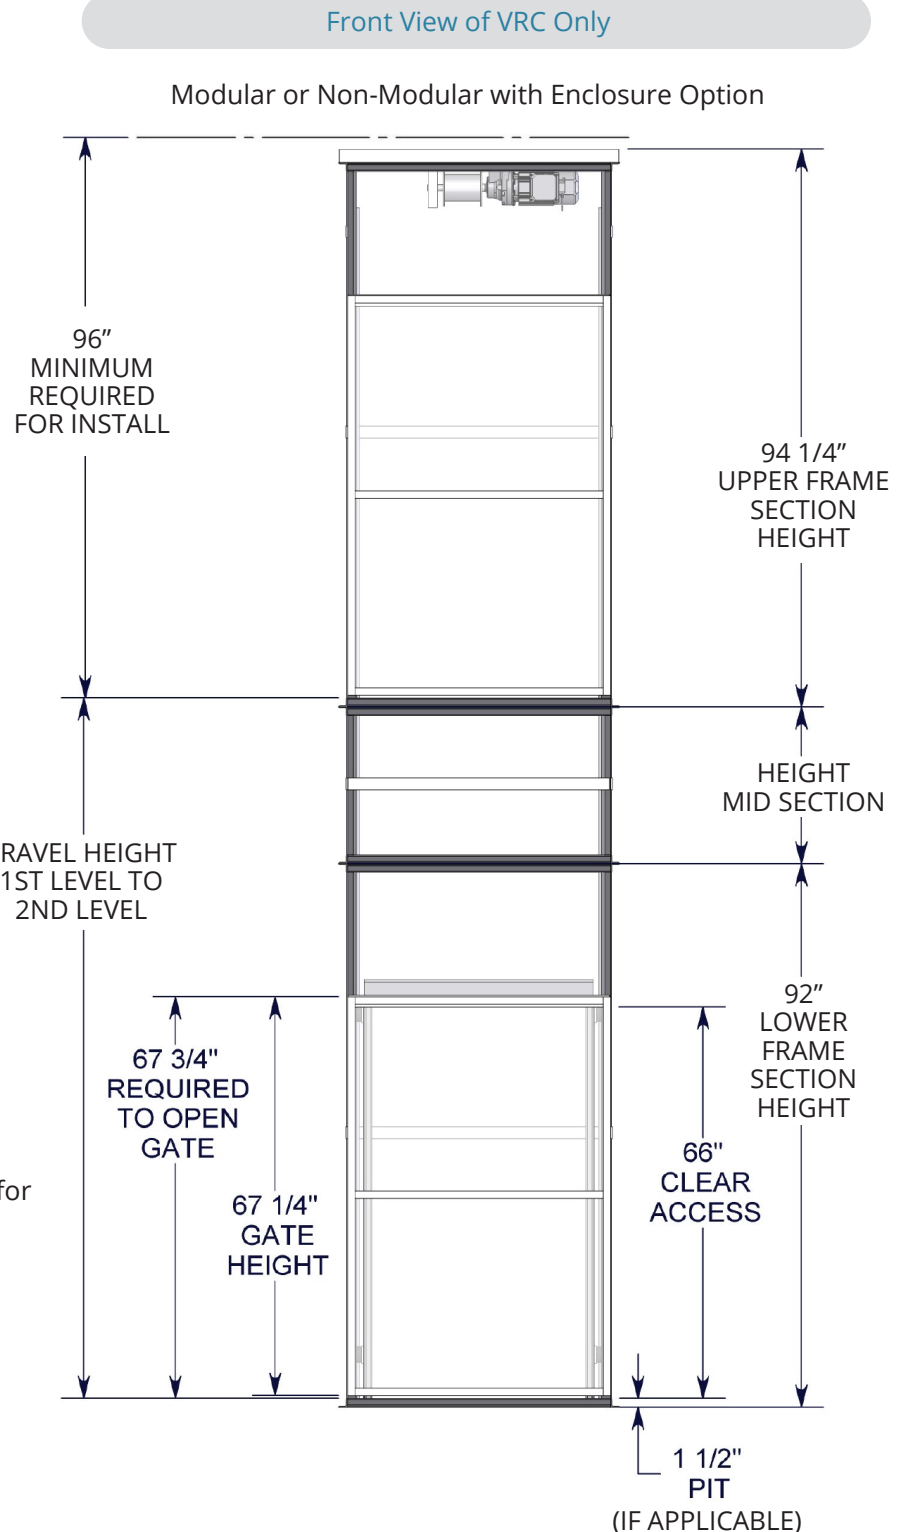 Front View of VRC Only
Modular or Non-Modular with Enclosure Option
96”
MINIMUM
REQUIRED
FOR INSTALL
94 1/4”
UPPER FRAME
SECTION
HEIGHT
HEIGHT
MID SECTION
RAVEL HEIGHT
1ST LEVEL TO
2ND LEVEL
92”
LOWER
FRAME
SECTION
HEIGHT
67 3/4"
REQUIRED
TO OPEN
GATE
66"
CLEAR
ACCESS
for
67 1/4"
GATE
HEIGHT
1 1/2"
PIT
(IF APPLICABLE)